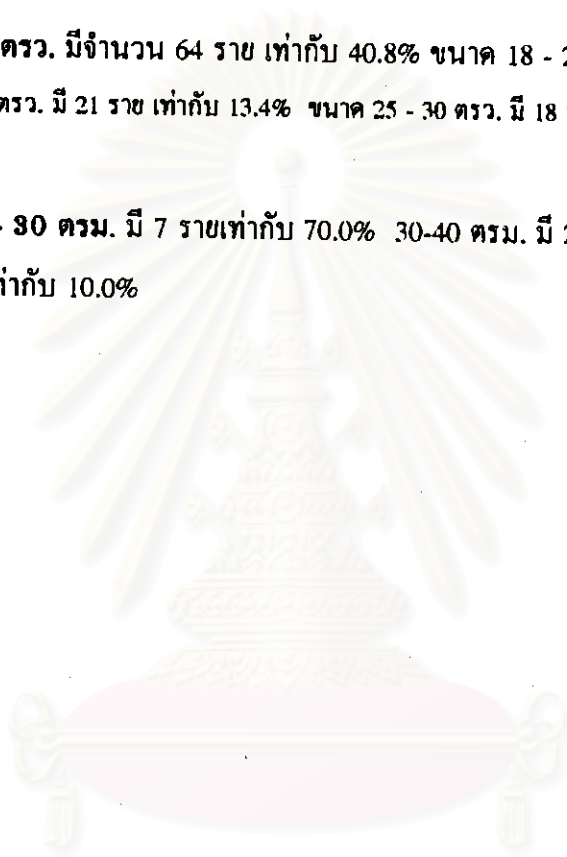 ตรว. มีจำนวน 64 ราย เท่ากับ 40.8% ขนาด 18 -
ตรว. มี 21 ราย เท่ากับ 13.4% ขนาด 25 - 30 ตรว. มี 18
30 ตรม. มี 7 รายเท่ากับ 70.0% 30-40 ตรม. มี
ท่ากับ 10.0%